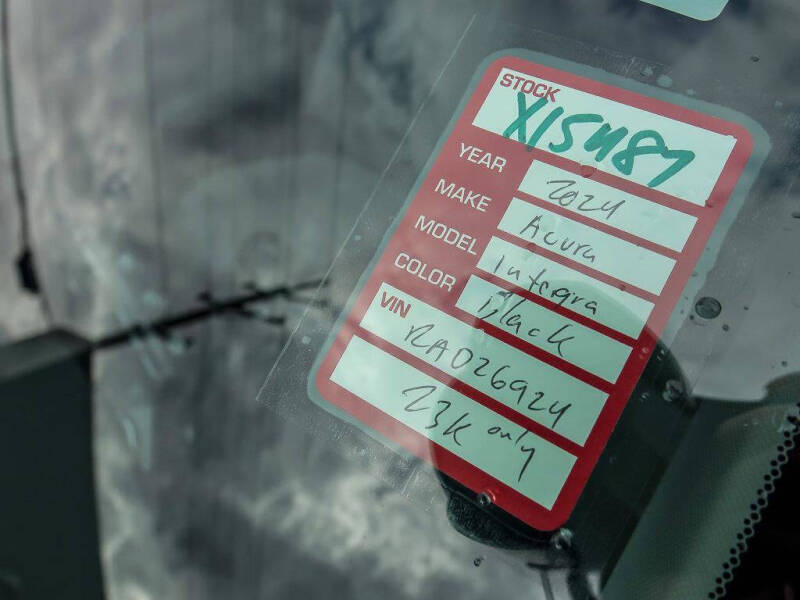 STOCK
X15487
YEAR 2024
MAKE Acura
MODEL Integra
COLOR Black
VIN
RA026924
23K only